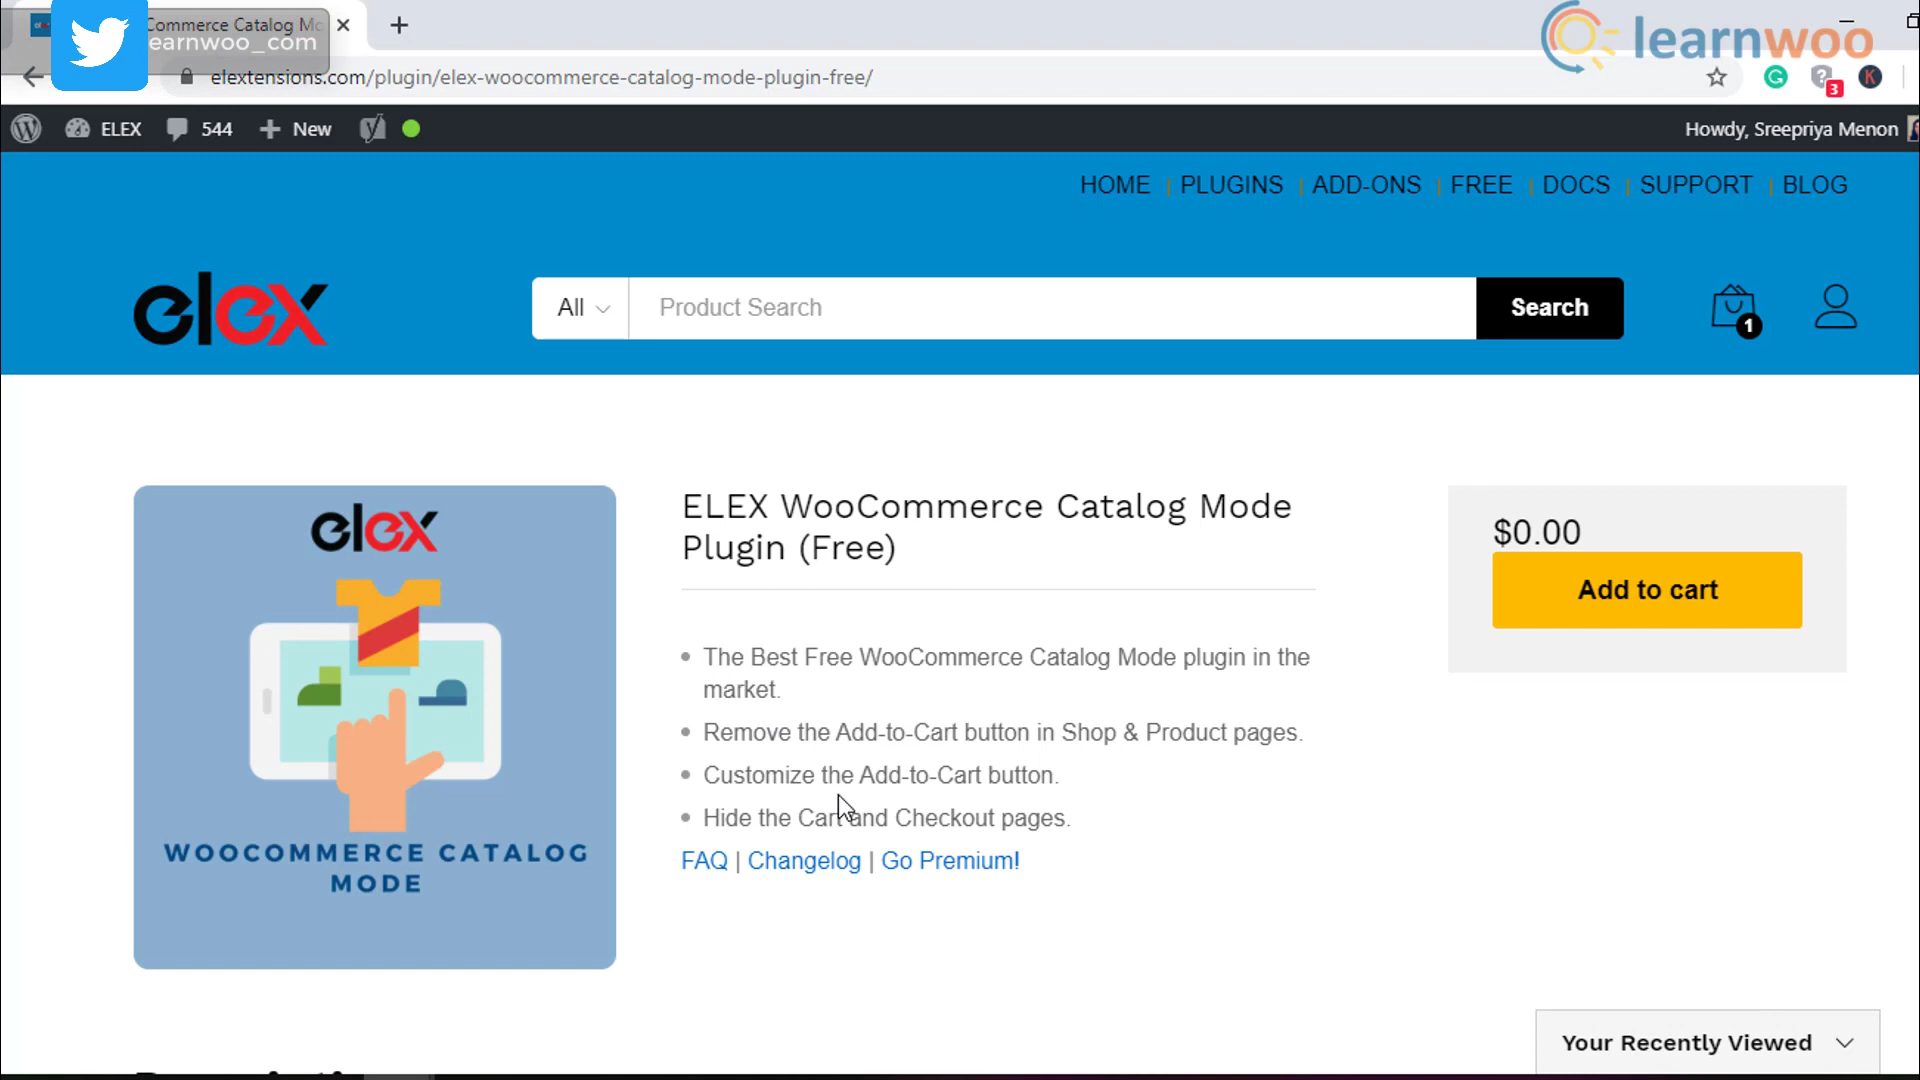 Commerce Catalog Mo
learnwoo_com
learnwoo
elextensions.com/plugin/elex-woocommerce-catalog-mode-plugin-free/
3
K
ELEX 544 New
Howdy, Sreepriya Menon
HOME | PLUGINS | ADD-ONS | FREE | DOCS | SUPPORT | BLOG
elex
All
Product Search
Search
1
elex
WOOCOMMERCE CATALOG
MODE
ELEX WooCommerce Catalog Mode
Plugin (Free)
The Best Free WooCommerce Catalog Mode plugin in the
market.
Remove the Add-to-Cart button in Shop & Product pages.
Customize the Add-to-Cart button.
Hide the Cart and Checkout pages.
FAQ | Changelog | Go Premium!
$0.00
Add to cart
Your Recently Viewed